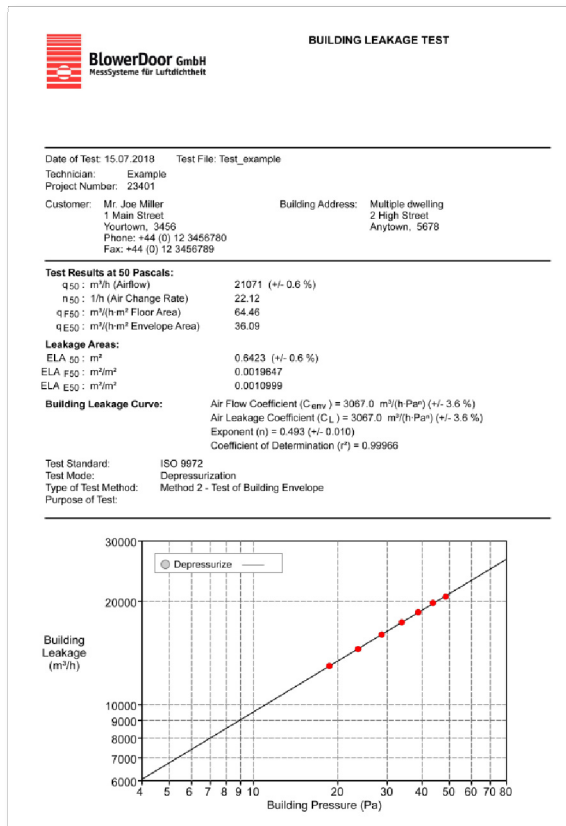 BUILDING LEAKAGE TEST
BlowerDoor GmbH
MessSysteme für Luftdichtheit
Date of Test: 15.07.2018 Test File: Test_example
Technician: Example
Project Number: 23401
Customer: Mr. Joe Miller Building Address: Multiple dwelling
1 Main Street 2 High Street
Yourtown, 3456 Anytown, 5678
Phone: +44 (0) 12 3456780
Fax: +44 (0) 12 3456789
Test Results at 50 Pascals:
q50 : m³/h (Airflow) 21071 (+/- 0.6 %)
n50 : 1/h (Air Change Rate) 22.12
qF50 : m³/(h·m² Floor Area) 64.46
qE50 : m³/(h·m² Envelope Area) 36.09
Leakage Areas:
ELA 50 : m² 0.6423 (+/- 0.6 %)
ELA F50 : m²/m² 0.0019647
ELA E50 : m²/m² 0.0010999
Building Leakage Curve: Air Flow Coefficient (Cenv) = 3067.0 m³/(h·Paⁿ) (+/- 3.6 %)
Air Leakage Coefficient (CL) = 3067.0 m³/(h·Paⁿ) (+/- 3.6 %)
Exponent (n) = 0.493 (+/- 0.010)
Coefficient of Determination (r²) = 0.99966
Test Standard: ISO 9972
Test Mode: Depressurization
Type of Test Method: Method 2 - Test of Building Envelope
Purpose of Test:
30000
Depressurize
20000
Building
Leakage
(m³/h)
10000
9000
8000
7000
6000
4 5 6 7 8 9 10 20 30 40 50 60 70 80
Building Pressure (Pa)